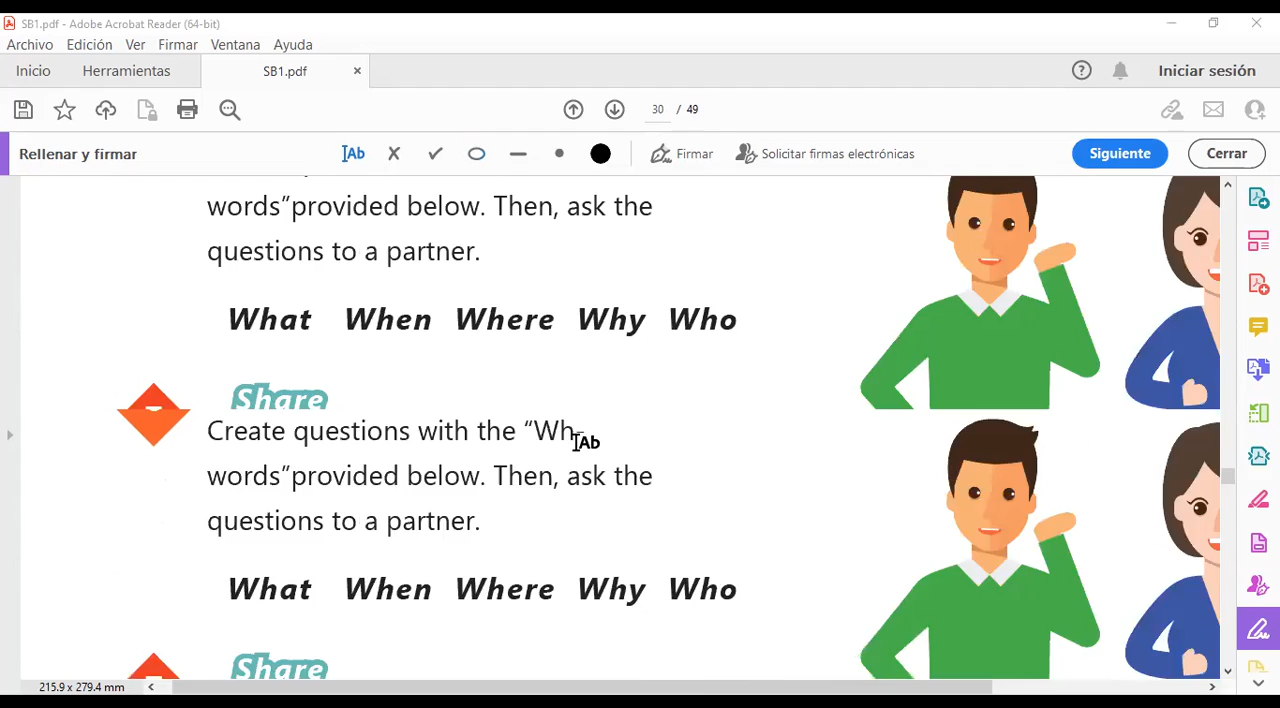 SB1.pdf - Adobe Acrobat Reader (64-bit)
Archivo Edición Ver Firmar Ventana Ayuda
Inicio Herramientas SB1.pdf × Iniciar sesión
30 / 49
Rellenar y firmar Ab Firmar Solicitar firmas electrónicas Siguiente Cerrar
words”provided below. Then, ask the
questions to a partner.
What When Where Why Who
Share
Create questions with the “Wh-
words”provided below. Then, ask the
questions to a partner.
What When Where Why Who
Share
215.9 x 279.4 mm